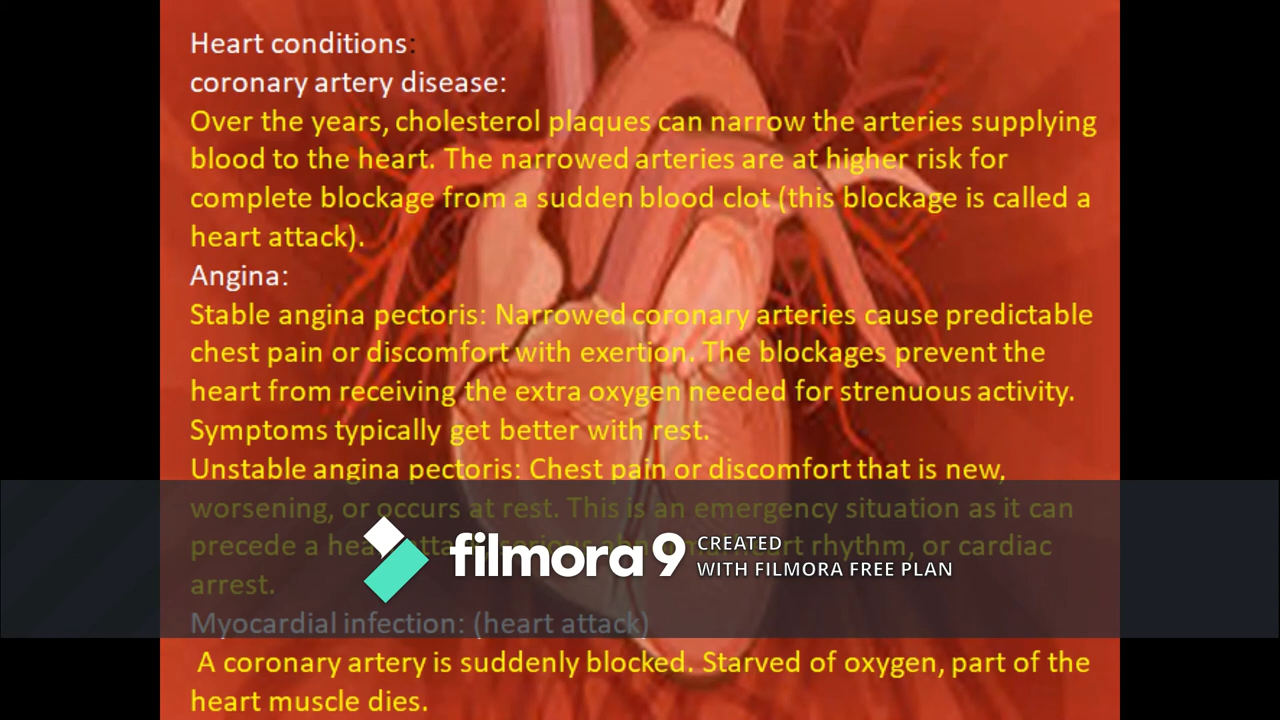 Heart conditions:
coronary artery disease:
Over the years, cholesterol plaques can narrow the arteries supplying
blood to the heart. The narrowed arteries are at higher risk for
complete blockage from a sudden blood clot (this blockage is called a
heart attack).
Angina:
Stable angina pectoris: Narrowed coronary arteries cause predictable
chest pain or discomfort with exertion. The blockages prevent the
heart from receiving the extra oxygen needed for strenuous activity.
Symptoms typically get better with rest.
Unstable angina pectoris: Chest pain or discomfort that is new,
worsening, or occurs at rest. This is an emergency situation as it can
precede a heart rhythm, or cardiac
arrest.
filmora 9 CREATED
WITH FILMORA FREE PLAN
Myocardial infection: (heart attack)
A coronary artery is suddenly blocked. Starved of oxygen, part of the
heart muscle dies.